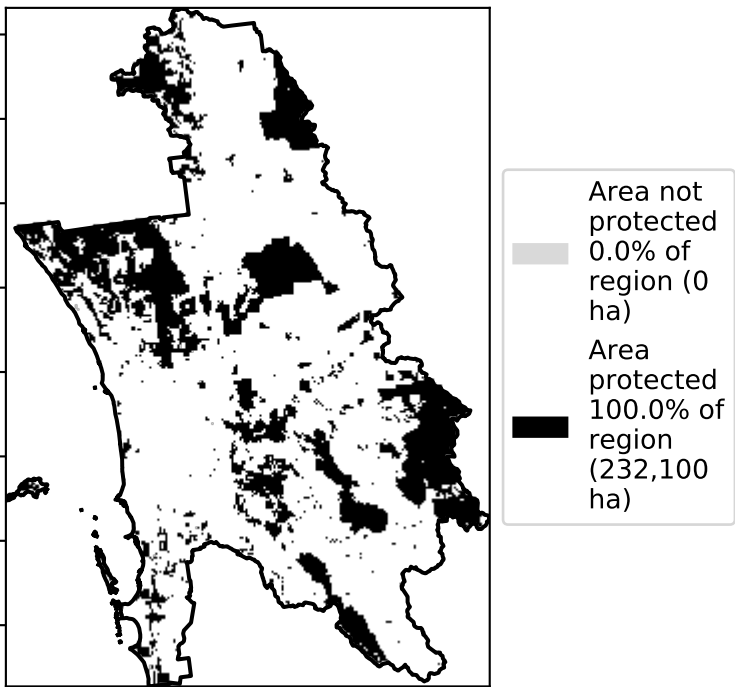 Area not
protected
0.0% of
region (0
ha)
Area
protected
100.0% of
region
(232,100
ha)